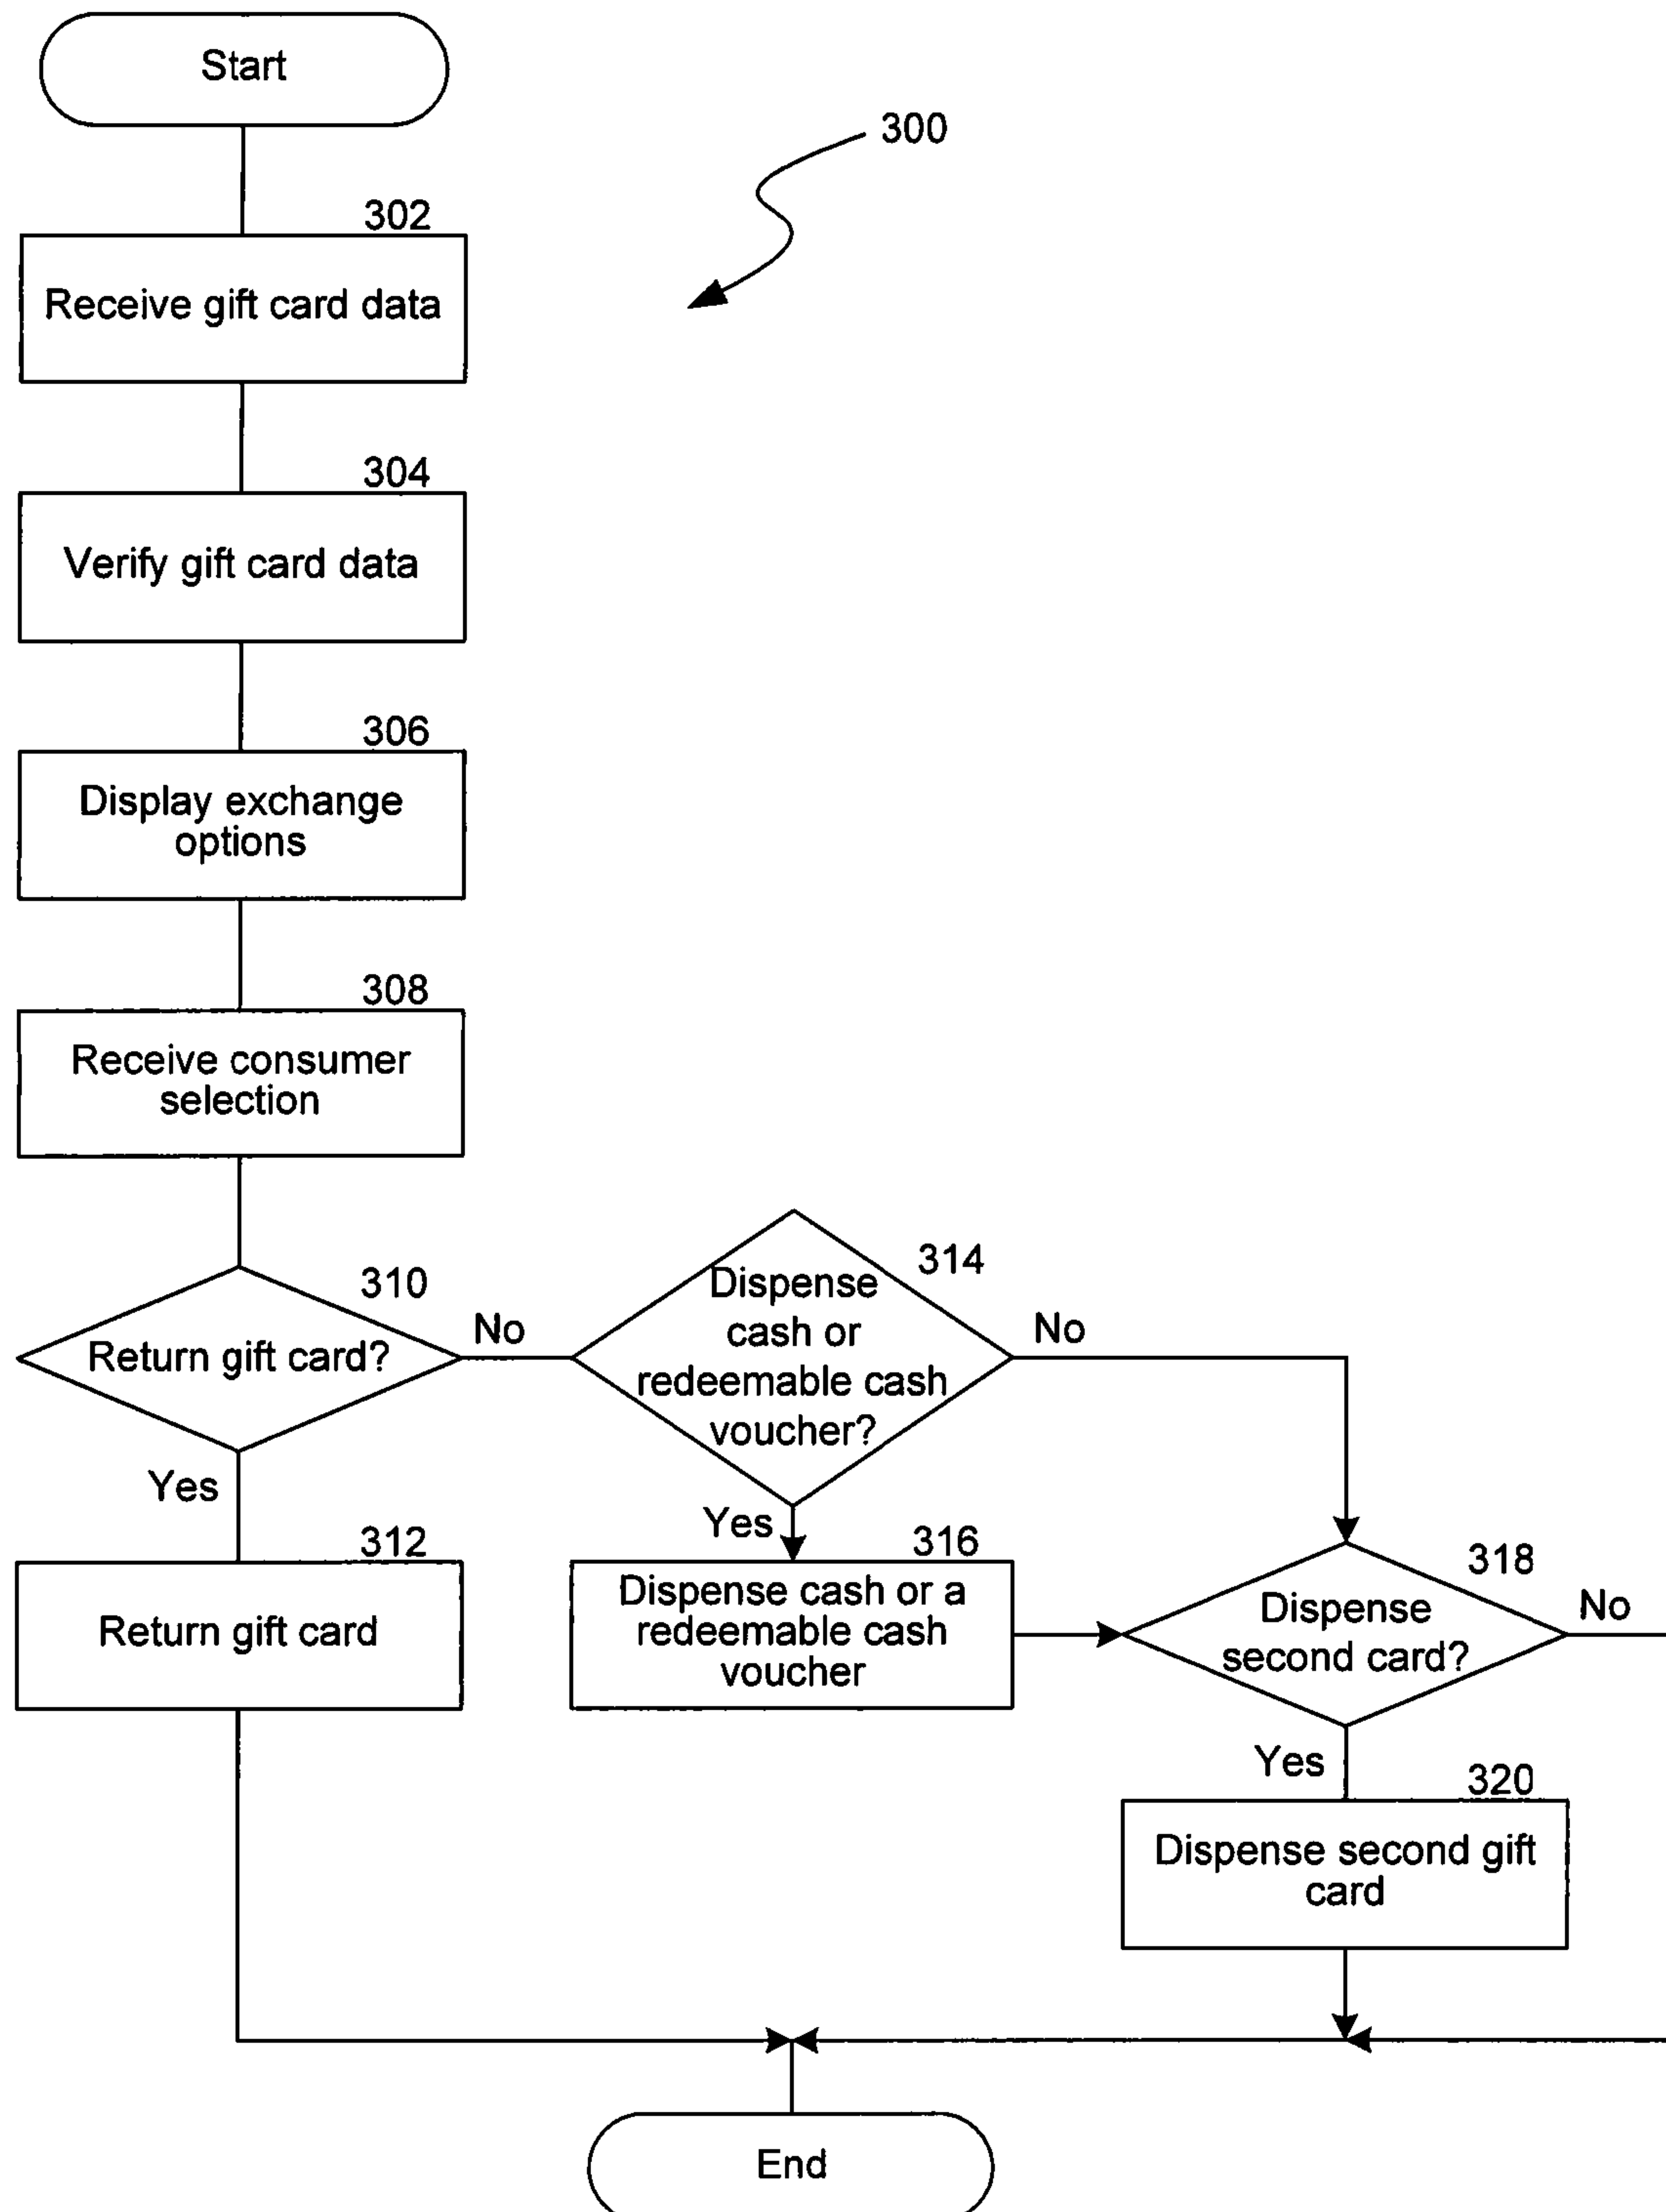 Start
300
302
Receive gift card data
304
Verify gift card data
306
Display exchange
options
308
Receive consumer
selection
310
Return gift card?
No
314
Dispense
cash or
redeemable cash
voucher?
No
Yes
312
Return gift card
Yes
316
Dispense cash or a
redeemable cash
voucher
318
Dispense
second card?
No
Yes
320
Dispense second gift
card
End